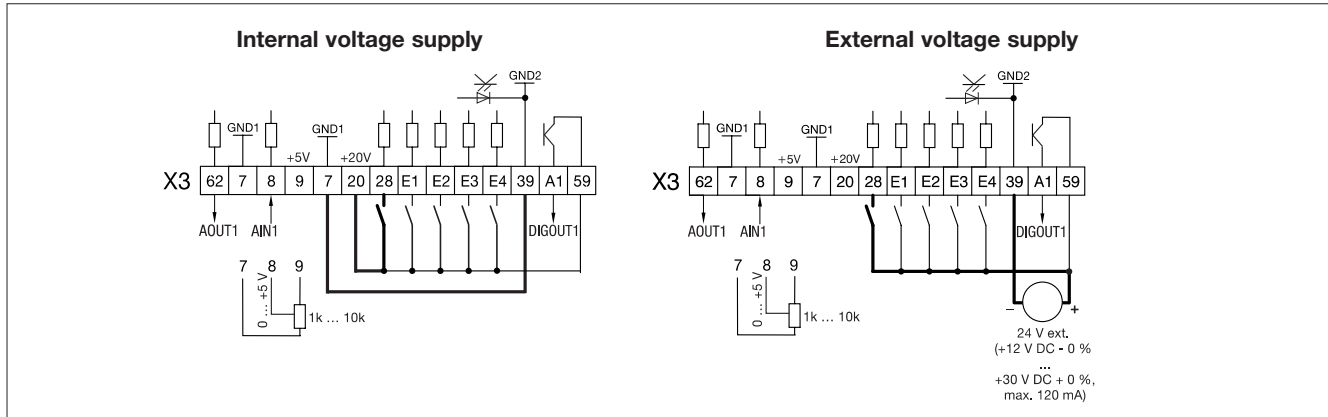 Internal voltage supply
GND2
GND1
GND1
+5V
+20V
X3 62 7 8 9 7 20 28 E1 E2 E3 E4 39 A1 59
AOUT1 AIN1 DIGOUT1
7 8 9
0 ... +5 V
1k ... 10k
External voltage supply
GND2
GND1
GND1
+5V
+20V
X3 62 7 8 9 7 20 28 E1 E2 E3 E4 39 A1 59
AOUT1 AIN1 DIGOUT1
7 8 9
0 ... +5 V
1k ... 10k
– +
24 V ext.
(+12 V DC - 0 %
...
+30 V DC + 0 %,
max. 120 mA)